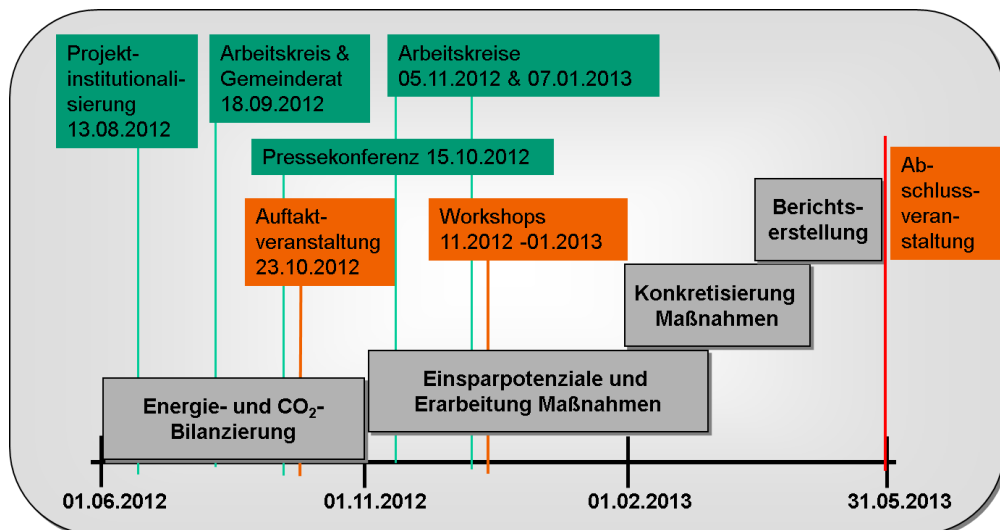 Projekt-
institutionali-
sierung
13.08.2012
Arbeitskreis &
Gemeinderat
18.09.2012
Arbeitskreise
05.11.2012 & 07.01.2013
Pressekonferenz 15.10.2012
Auftakt-
veranstaltung
23.10.2012
Workshops
11.2012 -01.2013
Ab-
schluss-
veran-
staltung
Berichts-
erstellung
Konkretisierung
Maßnahmen
Einsparpotenziale und
Erarbeitung Maßnahmen
Energie- und CO₂-
Bilanzierung
01.06.2012
01.11.2012
01.02.2013
31.05.2013